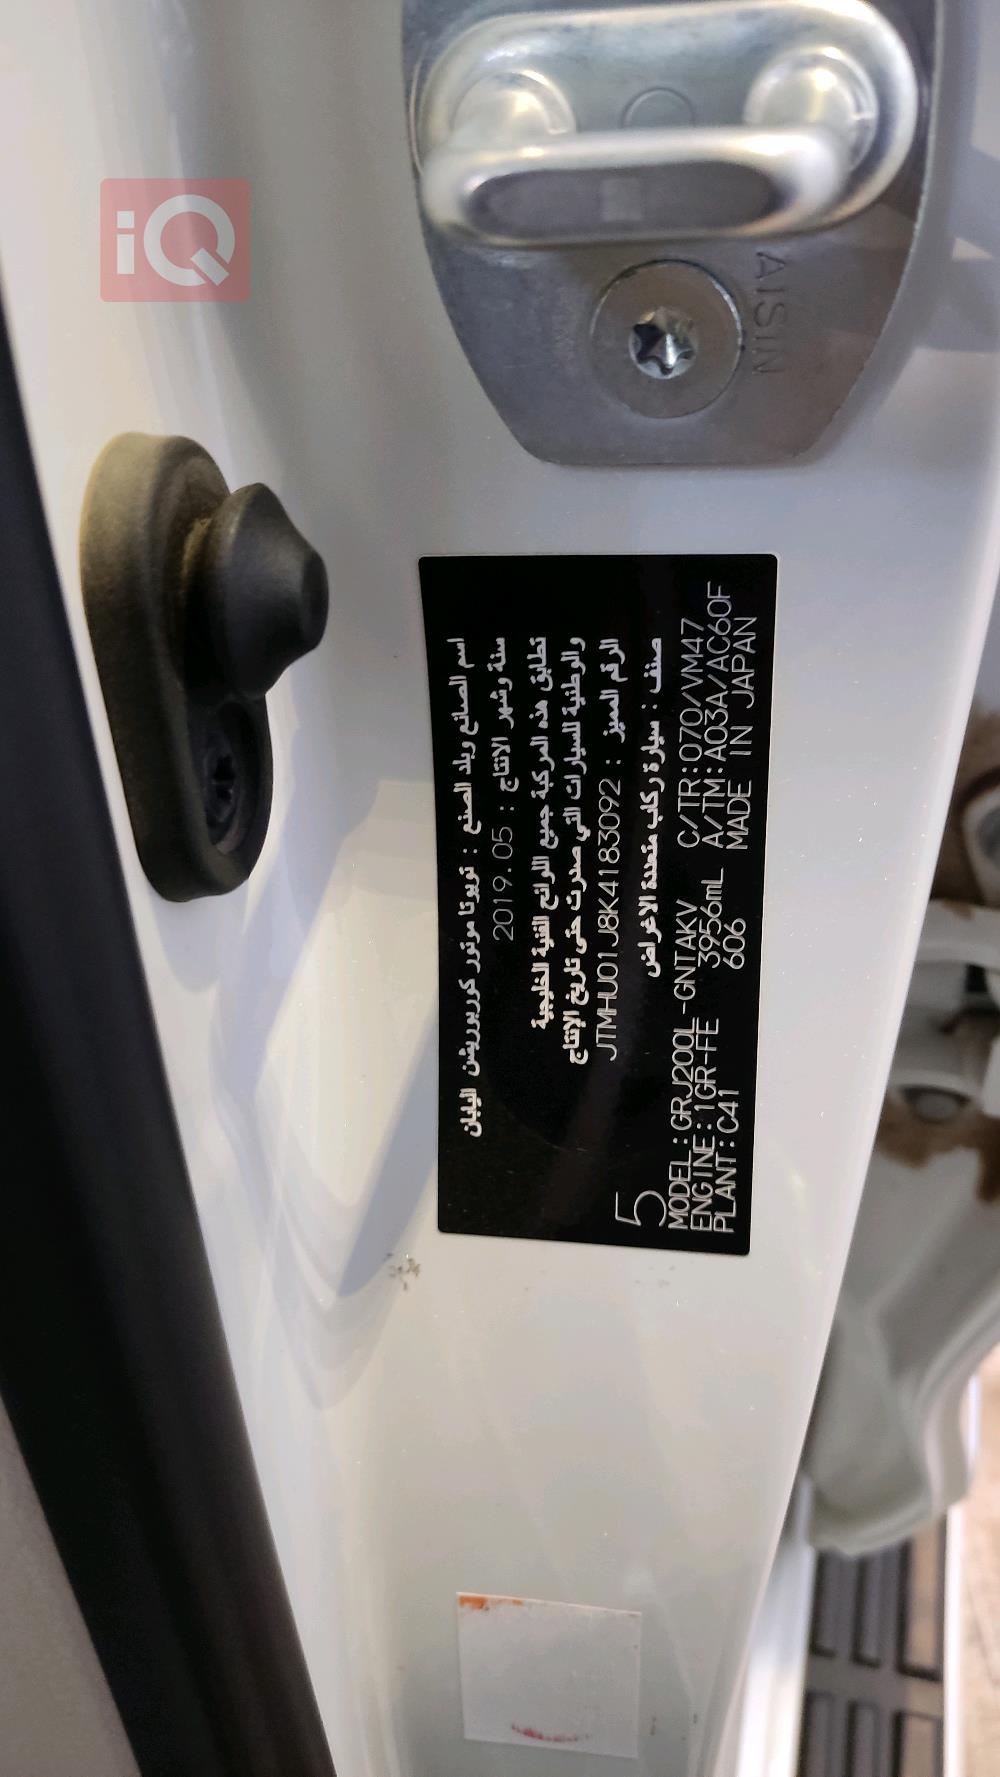 iQ
AISIN
اسم الصانع وبلد الصنع : تويوتا موتور كوربوريشن اليابان
سنة وشهر الانتاج : 2019.05
تطابق هذه المركبة جميع اللوائح الفنية الخليجية
والوطنية للسيارات التي صدرت حتى تاريخ الإنتاج
الرقم المميز : JTMHU01J8K4183092
صنف : سيارة ركاب متعددة الاغراض
5
MODEL:GRJ200L-GNTAKV C/TR:070/VM47
ENGINE:1GR-FE 3956mL A/TM:A03A/AC60F
PLANT:C41 606 MADE IN JAPAN